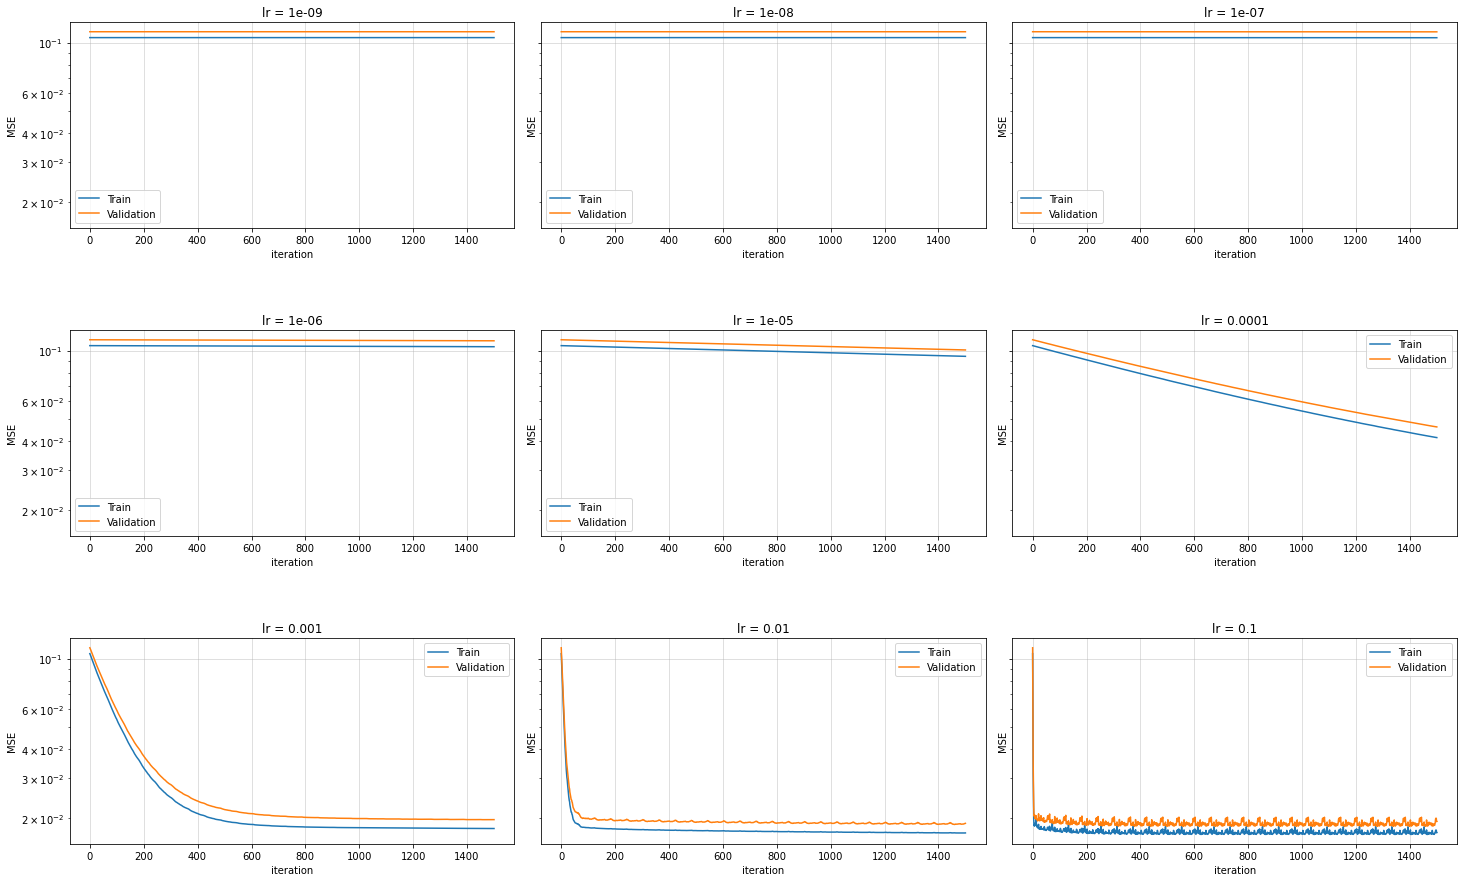 lr = 1e-09
10⁻¹
6 × 10⁻²
4 × 10⁻²
3 × 10⁻²
2 × 10⁻²
MSE
Train
Validation
0 200 400 600 800 1000 1200 1400
iteration
lr = 1e-08
MSE
Train
Validation
0 200 400 600 800 1000 1200 1400
iteration
lr = 1e-07
MSE
Train
Validation
0 200 400 600 800 1000 1200 1400
iteration
lr = 1e-06
10⁻¹
6 × 10⁻²
4 × 10⁻²
3 × 10⁻²
2 × 10⁻²
MSE
Train
Validation
0 200 400 600 800 1000 1200 1400
iteration
lr = 1e-05
MSE
Train
Validation
0 200 400 600 800 1000 1200 1400
iteration
lr = 0.0001
Train
Validation
MSE
0 200 400 600 800 1000 1200 1400
iteration
lr = 0.001
Train
Validation
10⁻¹
6 × 10⁻²
4 × 10⁻²
3 × 10⁻²
2 × 10⁻²
MSE
0 200 400 600 800 1000 1200 1400
iteration
lr = 0.01
Train
Validation
MSE
0 200 400 600 800 1000 1200 1400
iteration
lr = 0.1
Train
Validation
MSE
0 200 400 600 800 1000 1200 1400
iteration